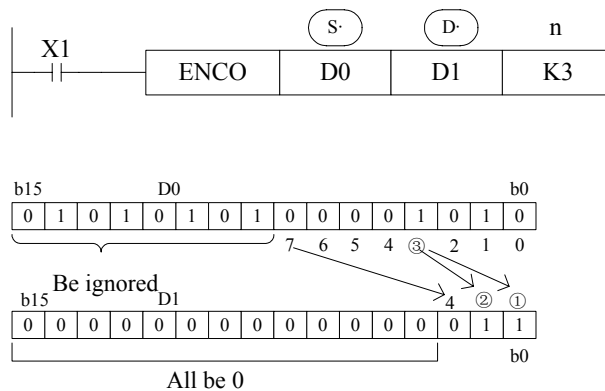 S· D· n
X1
ENCO D0 D1 K3
b15 D0 b0
0 1 0 1 0 1 0 1 0 0 0 0 1 0 1 0
7 6 5 4 ③ 2 1 0
Be ignored
b15 D1 4 ② ①
0 0 0 0 0 0 0 0 0 0 0 0 0 0 1 1
b0
All be 0